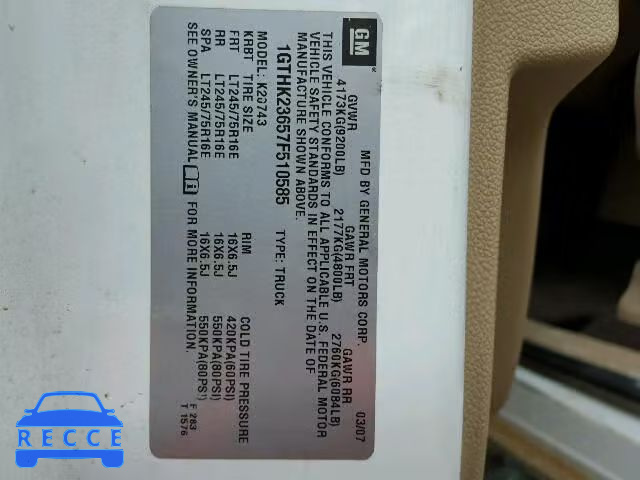 GM
MFD BY GENERAL MOTORS CORP. 03/07
GVWR GAWR FRT GAWR RR
4173KG(9200LB) 2177KG(4800LB) 2760KG(6084LB)
THIS VEHICLE CONFORMS TO ALL APPLICABLE U.S. FEDERAL MOTOR
VEHICLE SAFETY STANDARDS IN EFFECT ON THE DATE OF
MANUFACTURE SHOWN ABOVE.
1GTHK23657F510585 TYPE: TRUCK
MODEL: K23743
KRBT TIRE SIZE RIM COLD TIRE PRESSURE
FRT LT245/75R16E 16X6.5J 420KPA(60PSI)
RR LT245/75R16E 16X6.5J 550KPA(80PSI)
SPA LT245/75R16E 16X6.5J 550KPA(80PSI)
SEE OWNER'S MANUAL FOR MORE INFORMATION.
F 283
T 1576
RECCE